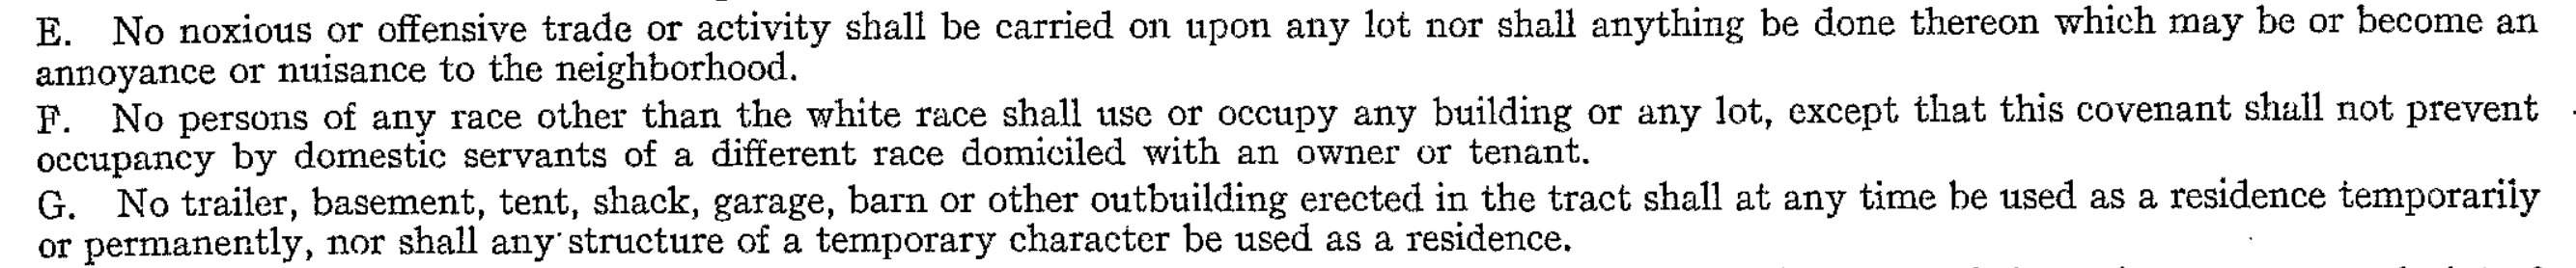 E. No noxious or offensive trade or activity shall be carried on upon any lot nor shall anything be done thereon which may be or become an
annoyance or nuisance to the neighborhood.
F. No persons of any race other than the white race shall use or occupy any building or any lot, except that this covenant shall not prevent
occupancy by domestic servants of a different race domiciled with an owner or tenant.
G. No trailer, basement, tent, shack, garage, barn or other outbuilding erected in the tract shall at any time be used as a residence temporarily
or permanently, nor shall any structure of a temporary character be used as a residence.